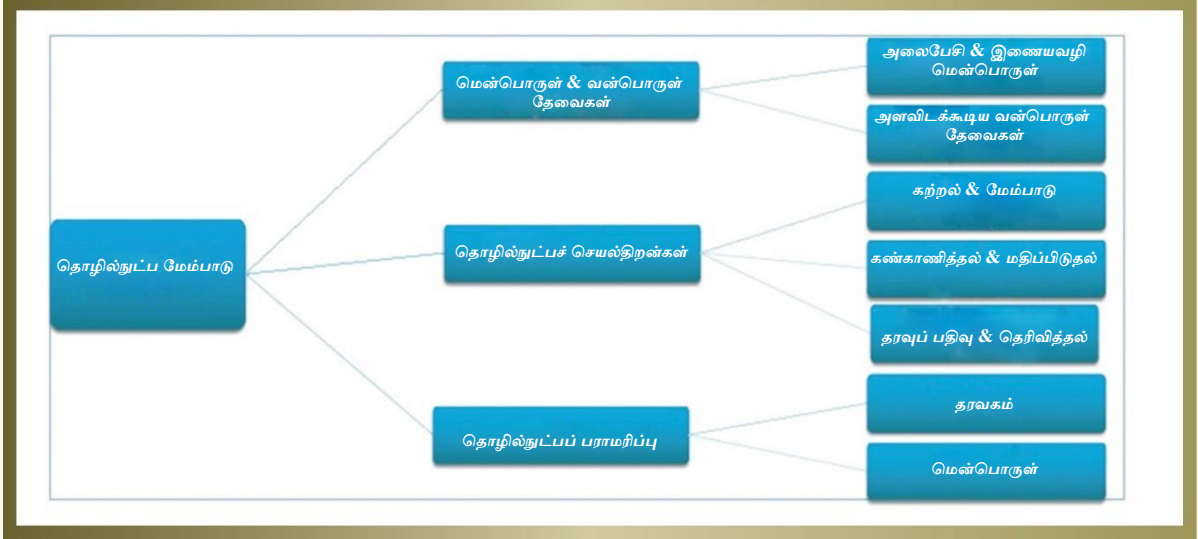 தொழில்நுட்ப மேம்பாடு
மென்பொருள் & வன்பொருள்
தேவைகள்
அலைபேசி & இணையவழி
மென்பொருள்
அளவிடக்கூடிய வன்பொருள்
தேவைகள்
தொழில்நுட்பச் செயல்திறன்கள்
கற்றல் & மேம்பாடு
கண்காணித்தல் & மதிப்பிடுதல்
தரவுப் பதிவு & தெரிவித்தல்
தொழில்நுட்பப் பராமரிப்பு
தரவகம்
மென்பொருள்